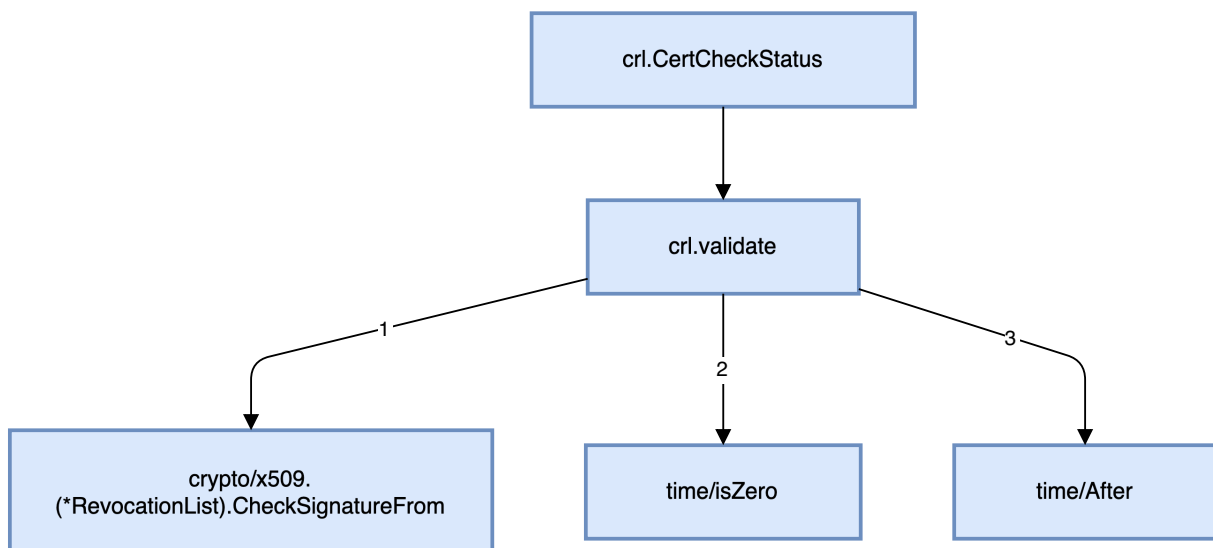 crl.CertCheckStatus
crl.validate
1
2
3
crypto/x509.
(*RevocationList).CheckSignatureFrom
time/isZero
time/After